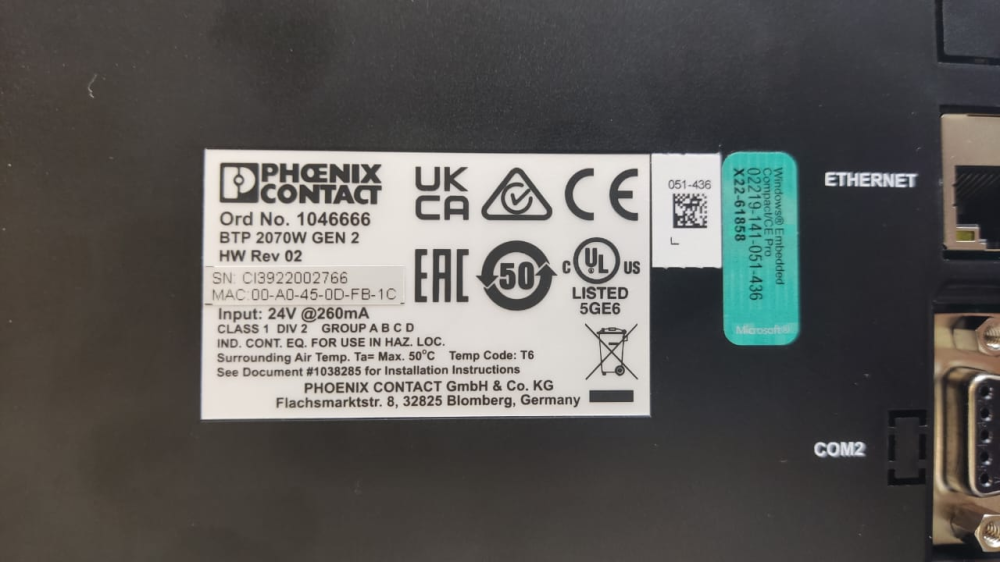 PHŒNIX
CONTACT
Ord No. 1046666
BTP 2070W GEN 2
HW Rev 02
SN: CI3922002766
MAC:00-A0-45-0D-FB-1C
Input: 24V @260mA
CLASS 1 DIV 2 GROUP A B C D
IND. CONT. EQ. FOR USE IN HAZ. LOC.
Surrounding Air Temp. Ta= Max. 50°C Temp Code: T6
See Document #1038285 for Installation Instructions
PHOENIX CONTACT GmbH & Co. KG
Flachsmarktstr. 8, 32825 Blomberg, Germany
UK
CA
CE
EAC
50
C UL US
LISTED
5GE6
051-436
L
Windows® Embedded
Compact/CE Pro
02219-141-051-436
X22-61858
Microsoft®
ETHERNET
COM2